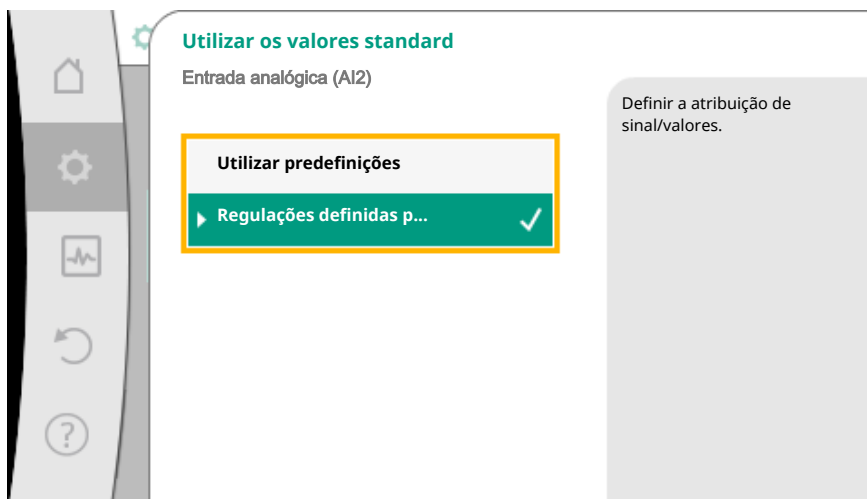 Utilizar os valores standard
Entrada analógica (AI2)
Utilizar predefinições
Regulações definidas p...
Definir a atribuição de
sinal/valores.
?